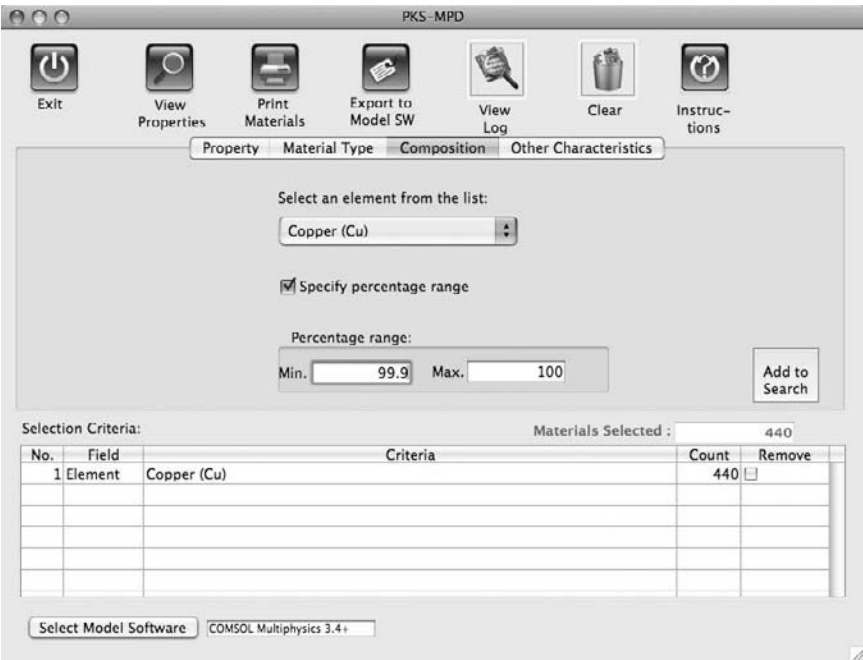 PKS-MPD
Exit
View
Properties
Print
Materials
Export to
Model SW
View
Log
Clear
Instruc-
tions
Property Material Type Composition Other Characteristics
Select an element from the list:
Copper (Cu)
Specify percentage range
Percentage range:
Min. 99.9 Max. 100
Add to
Search
Selection Criteria: Materials Selected : 440
No. Field Criteria Count Remove
1 Element Copper (Cu) 440
Select Model Software COMSOL Multiphysics 3.4+